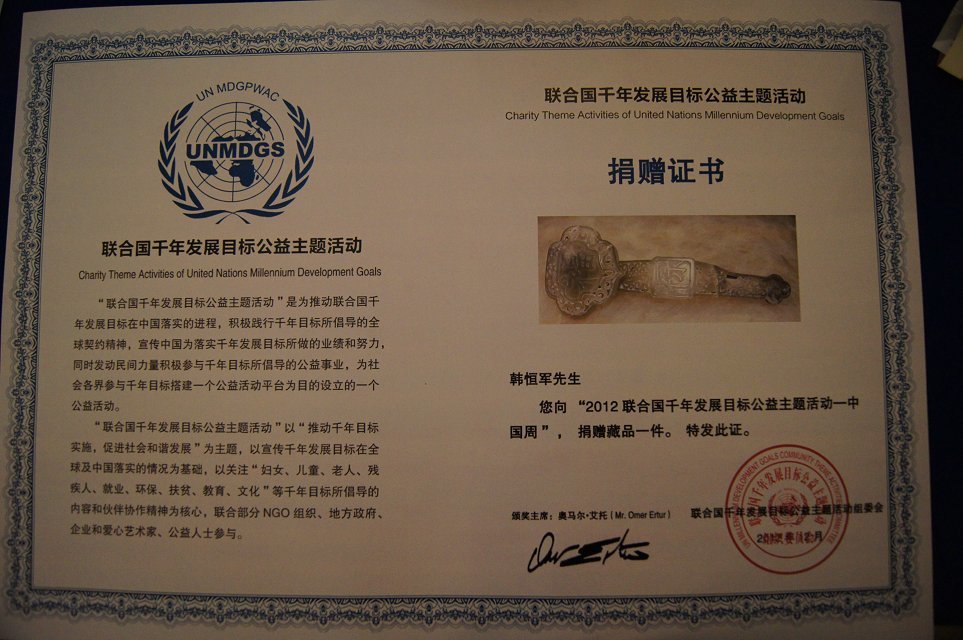 UN MDGPWAC
UNMDGS
联合国千年发展目标公益主题活动
Charity Theme Activities of United Nations Millennium Development Goals
“联合国千年发展目标公益主题活动”是为推动联合国千
年发展目标在中国落实的进程，积极践行千年目标所倡导的全
球契约精神，宣传中国为落实千年发展目标所做的业绩和努力，
同时发动民间力量积极参与千年目标所倡导的公益事业，为社
会各界参与千年目标搭建一个公益活动平台为目的设立的一个
公益活动。
“联合国千年发展目标公益主题活动”以“推动千年目标
实施，促进社会和谐发展”为主题，以宣传千年发展目标在全
球及中国落实的情况为基础，以关注“妇女、儿童、老人、残
疾人、就业、环保、扶贫、教育、文化”等千年目标所倡导的
内容和伙伴协作精神为核心，联合部分NGO组织、地方政府、
企业和爱心艺术家、公益人士参与。
联合国千年发展目标公益主题活动
Charity Theme Activities of United Nations Millennium Development Goals
捐赠证书
韩恒军先生
您向“2012联合国千年发展目标公益主题活动一中
国周”，捐赠藏品一件。特发此证。
颁奖主席：奥马尔·艾托（Mr. Omer Ertur）
联合国千年发展目标公益主题活动组委会